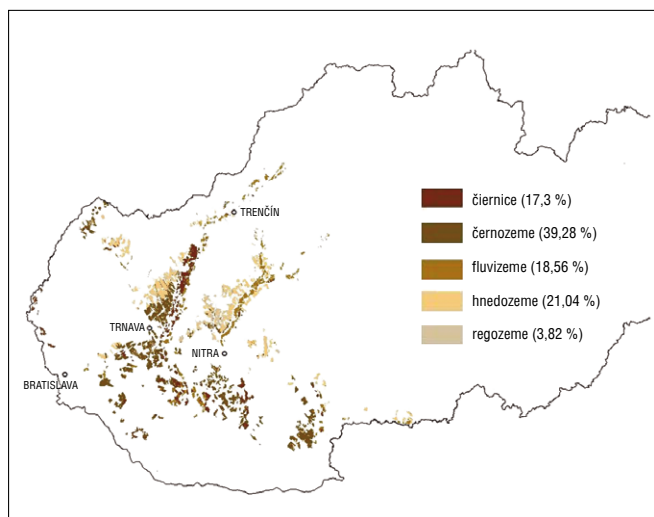 TRENČÍN
čiernice (17,3 %)
černozeme (39,28 %)
fluvizeme (18,56 %)
hnedozeme (21,04 %)
regozeme (3,82 %)
TRNAVA
NITRA
BRATISLAVA